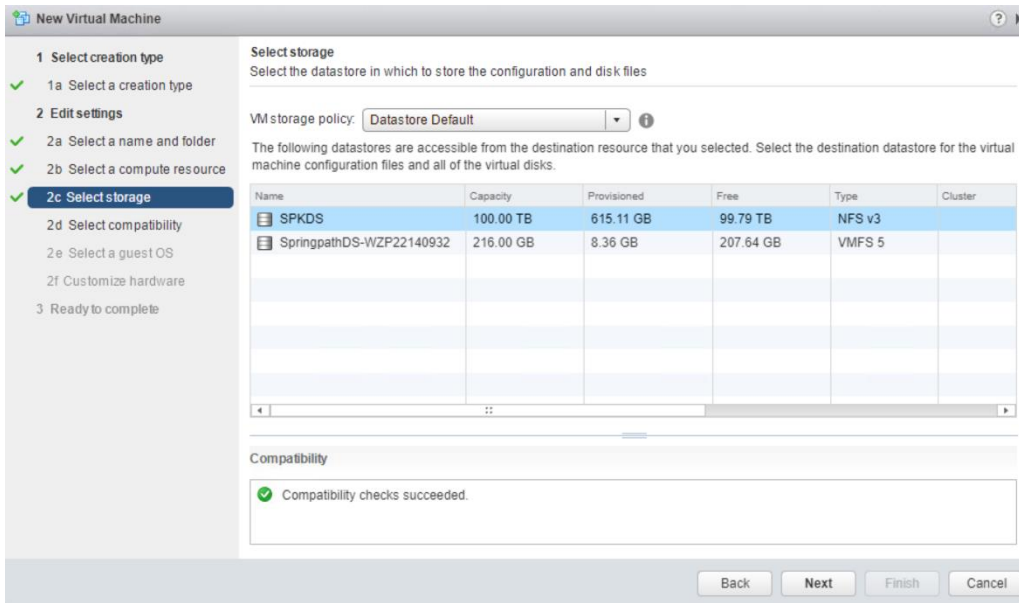 New Virtual Machine
1 Select creation type
1a Select a creation type
2 Edit settings
2a Select a name and folder
2b Select a compute resource
2c Select storage
2d Select compatibility
2e Select a guest OS
2f Customize hardware
3 Ready to complete
Select storage
Select the datastore in which to store the configuration and disk files
VM storage policy: Datastore Default
The following datastores are accessible from the destination resource that you selected. Select the destination datastore for the virtual
machine configuration files and all of the virtual disks.
Name Capacity Provisioned Free Type Cluster
SPKDS 100.00 TB 615.11 GB 99.79 TB NFS v3
SpringpathDS-WZP22140932 216.00 GB 8.36 GB 207.64 GB VMFS 5
Compatibility
Compatibility checks succeeded.
Back Next Finish Cancel